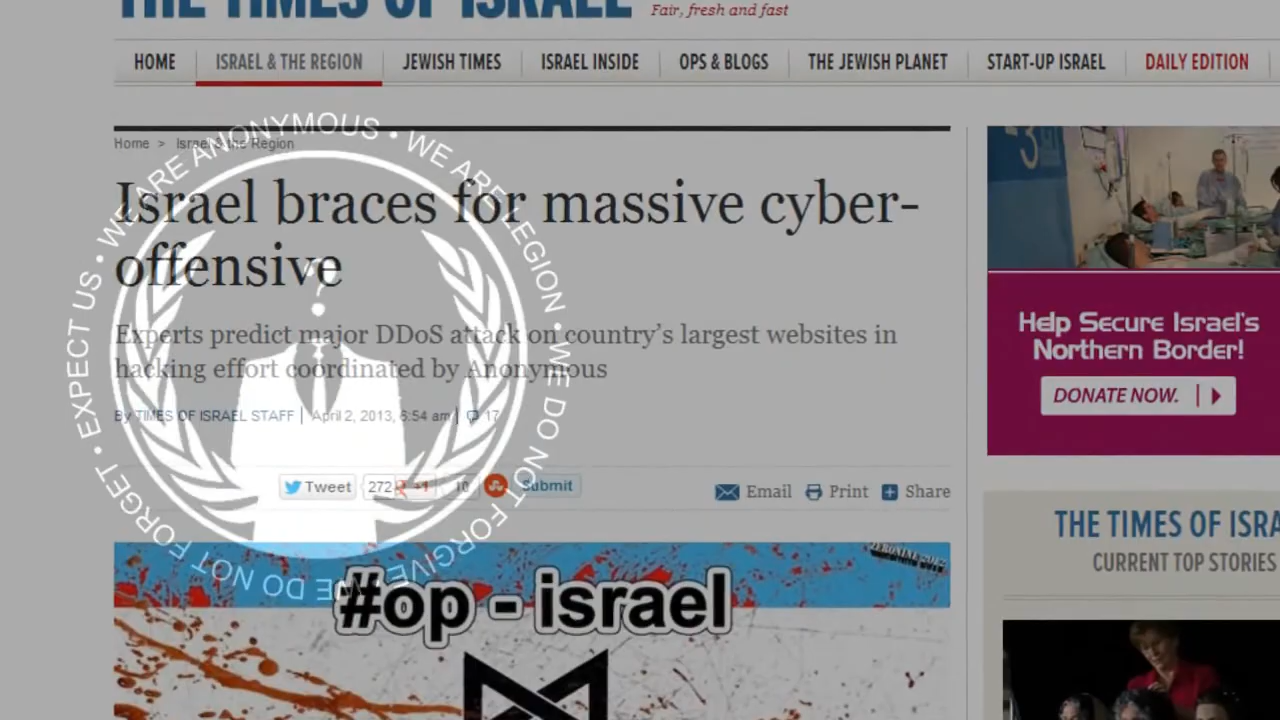 THE TIMES OF ISRAEL
Fair, fresh and fast
HOME
ISRAEL & THE REGION
JEWISH TIMES
ISRAEL INSIDE
OPS & BLOGS
THE JEWISH PLANET
START-UP ISRAEL
DAILY EDITION
Home > Israel & the Region
WE ARE ANONYMOUS • WE ARE LEGION • WE DO NOT FORGIVE • WE DO NOT FORGET • EXPECT US •
Israel braces for massive cyber-
offensive
Experts predict major DDoS attack on country's largest websites in
hacking effort coordinated by Anonymous
By TIMES OF ISRAEL STAFF | April 2, 2013, 6:54 am | 17
Tweet
272
+1
10
Submit
Email
Print
Share
#op - israel
Help Secure Israel's
Northern Border!
DONATE NOW.
THE TIMES OF ISRA
CURRENT TOP STORIES